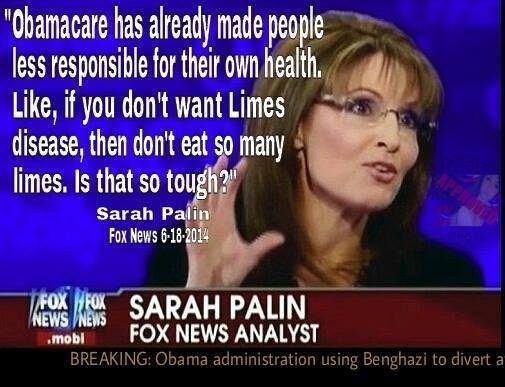 "Obamacare has already made people
less responsible for their own health.
Like, if you don't want Limes
disease, then don't eat so many
limes. Is that so tough?"
Sarah Palin
Fox News 6-18-2014
APPROVED
FOX NEWS FOX NEWS
.mobi
SARAH PALIN
FOX NEWS ANALYST
BREAKING: Obama administration using Benghazi to divert a